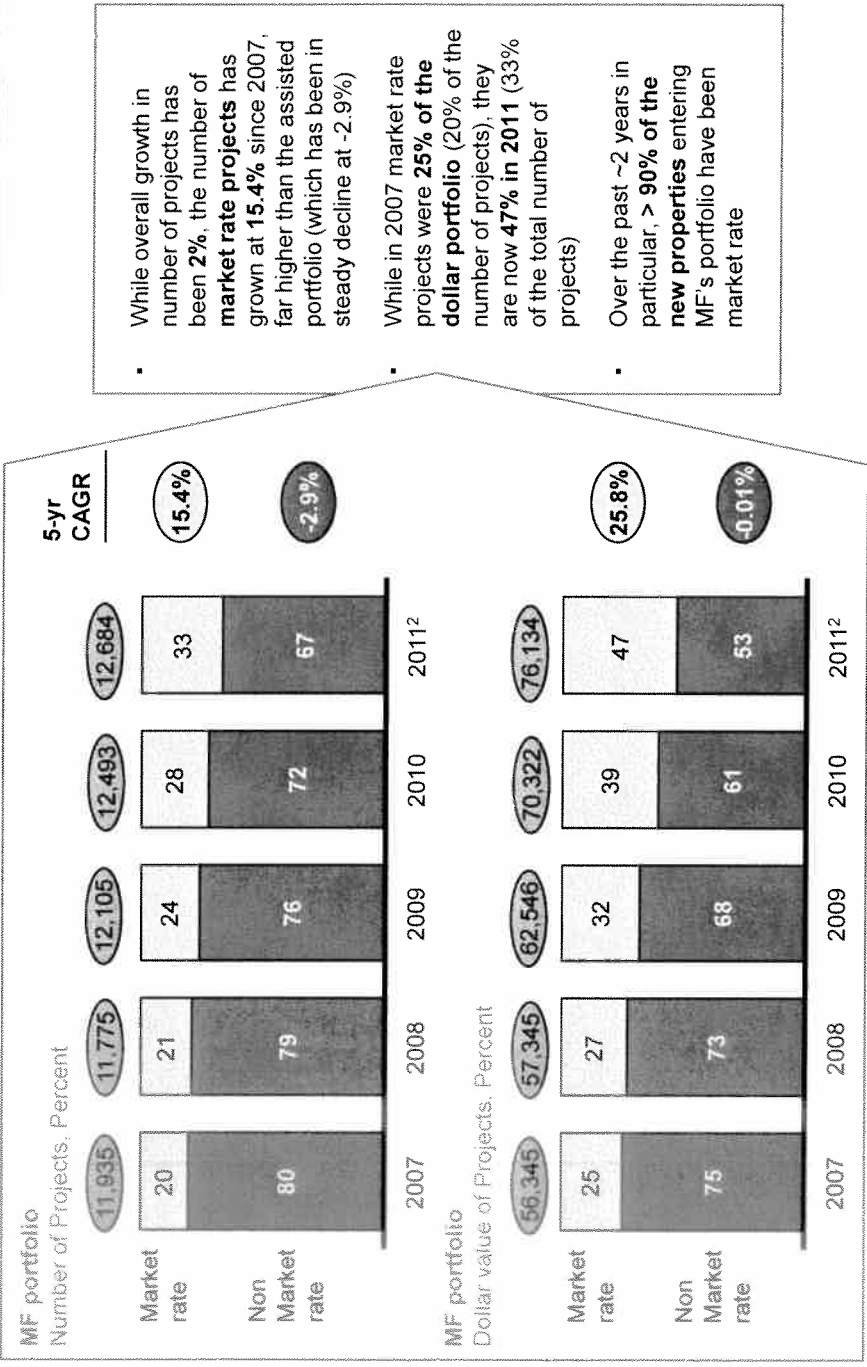 MF portfolio
Number of Projects, Percent
5-yr
CAGR
11,935
11,775
12,105
12,493
12,684
Market
rate
20
21
24
28
33
15.4%
Non
Market
rate
80
79
76
72
67
-2.9%
2007
2008
2009
2010
2011²
MF portfolio
Dollar value of Projects, Percent
56,345
57,345
62,546
70,322
76,134
Market
rate
25
27
32
39
47
25.8%
Non
Market
rate
75
73
68
61
53
-0.01%
2007
2008
2009
2010
2011²
▪ While overall growth in
number of projects has
been 2%, the number of
market rate projects has
grown at 15.4% since 2007,
far higher than the assisted
portfolio (which has been in
steady decline at -2.9%)
▪ While in 2007 market rate
projects were 25% of the
dollar portfolio (20% of the
number of projects), they
are now 47% in 2011 (33%
of the total number of
projects)
▪ Over the past ~2 years in
particular, > 90% of the
new properties entering
MF's portfolio have been
market rate